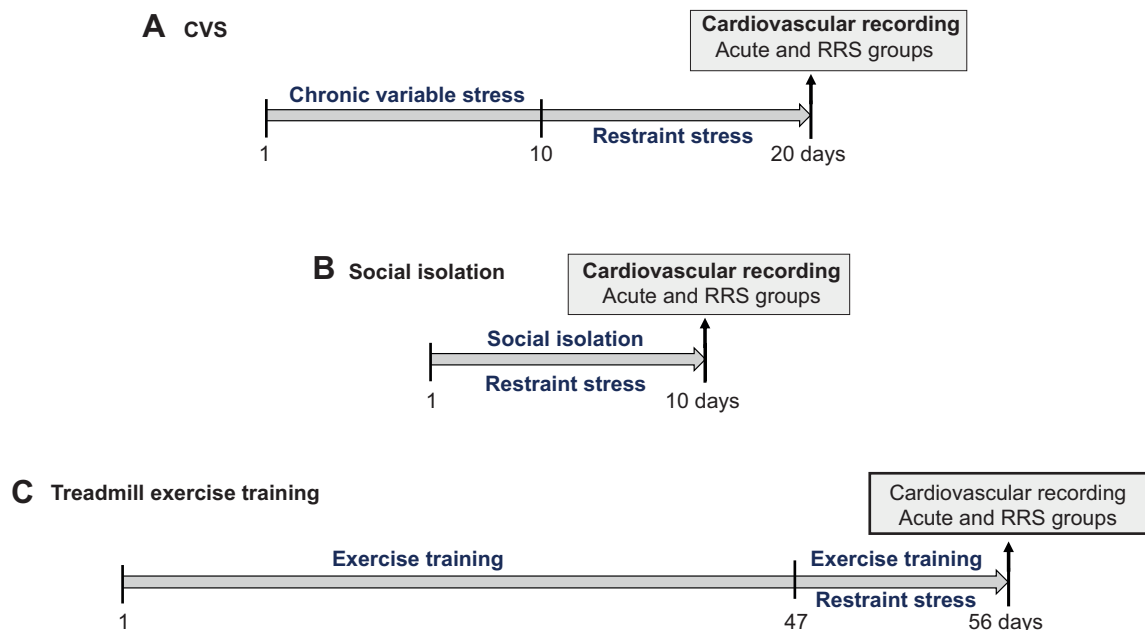 A CVS
Cardiovascular recording
Acute and RRS groups
Chronic variable stress
Restraint stress
1
10
20 days
B Social isolation
Cardiovascular recording
Acute and RRS groups
Social isolation
Restraint stress
1
10 days
C Treadmill exercise training
Cardiovascular recording
Acute and RRS groups
Exercise training
Exercise training
Restraint stress
1
47
56 days